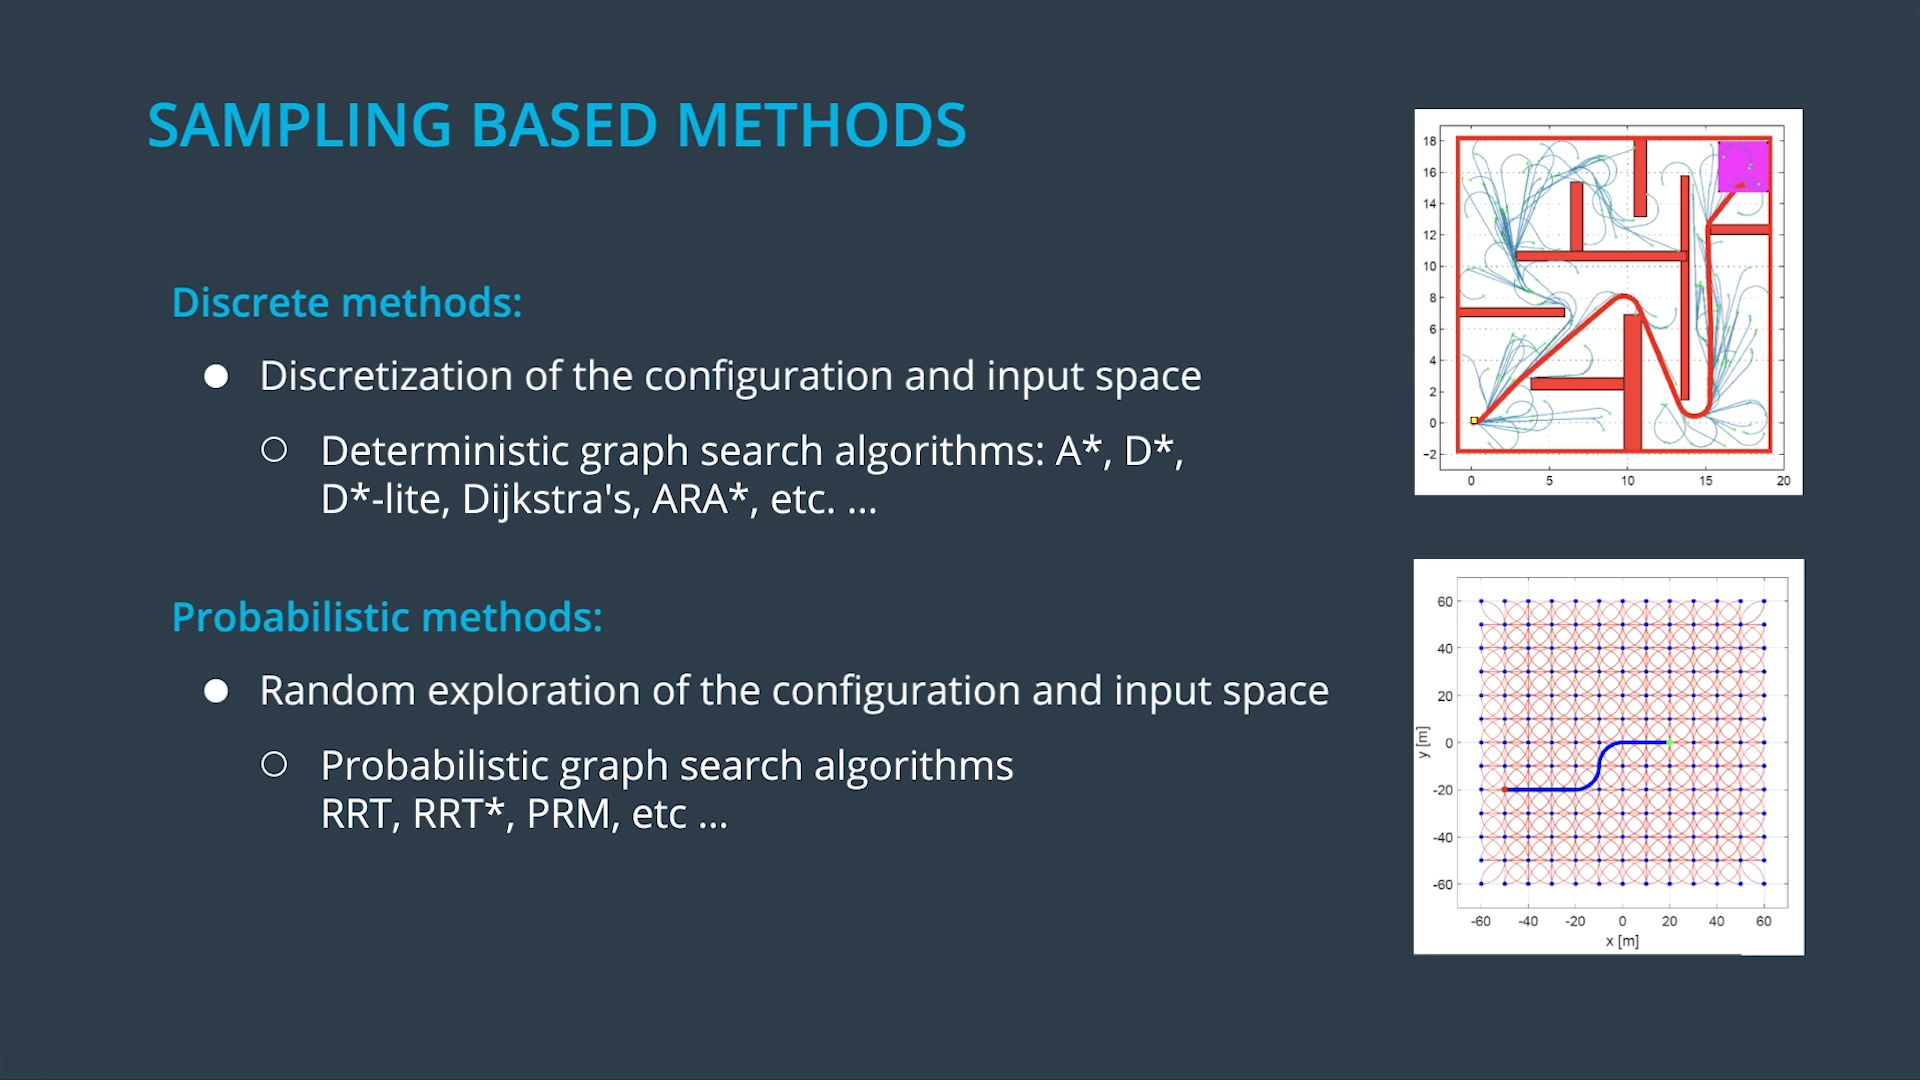 SAMPLING BASED METHODS
Discrete methods:
● Discretization of the configuration and input space
○ Deterministic graph search algorithms: A*, D*,
D*-lite, Dijkstra's, ARA*, etc. ...
Probabilistic methods:
● Random exploration of the configuration and input space
○ Probabilistic graph search algorithms
RRT, RRT*, PRM, etc ...
18
16
14
12
10
8
6
4
2
0
-2
0 5 10 15 20
60
40
20
0
-20
-40
-60
y [m]
-60 -40 -20 0 20 40 60
x [m]